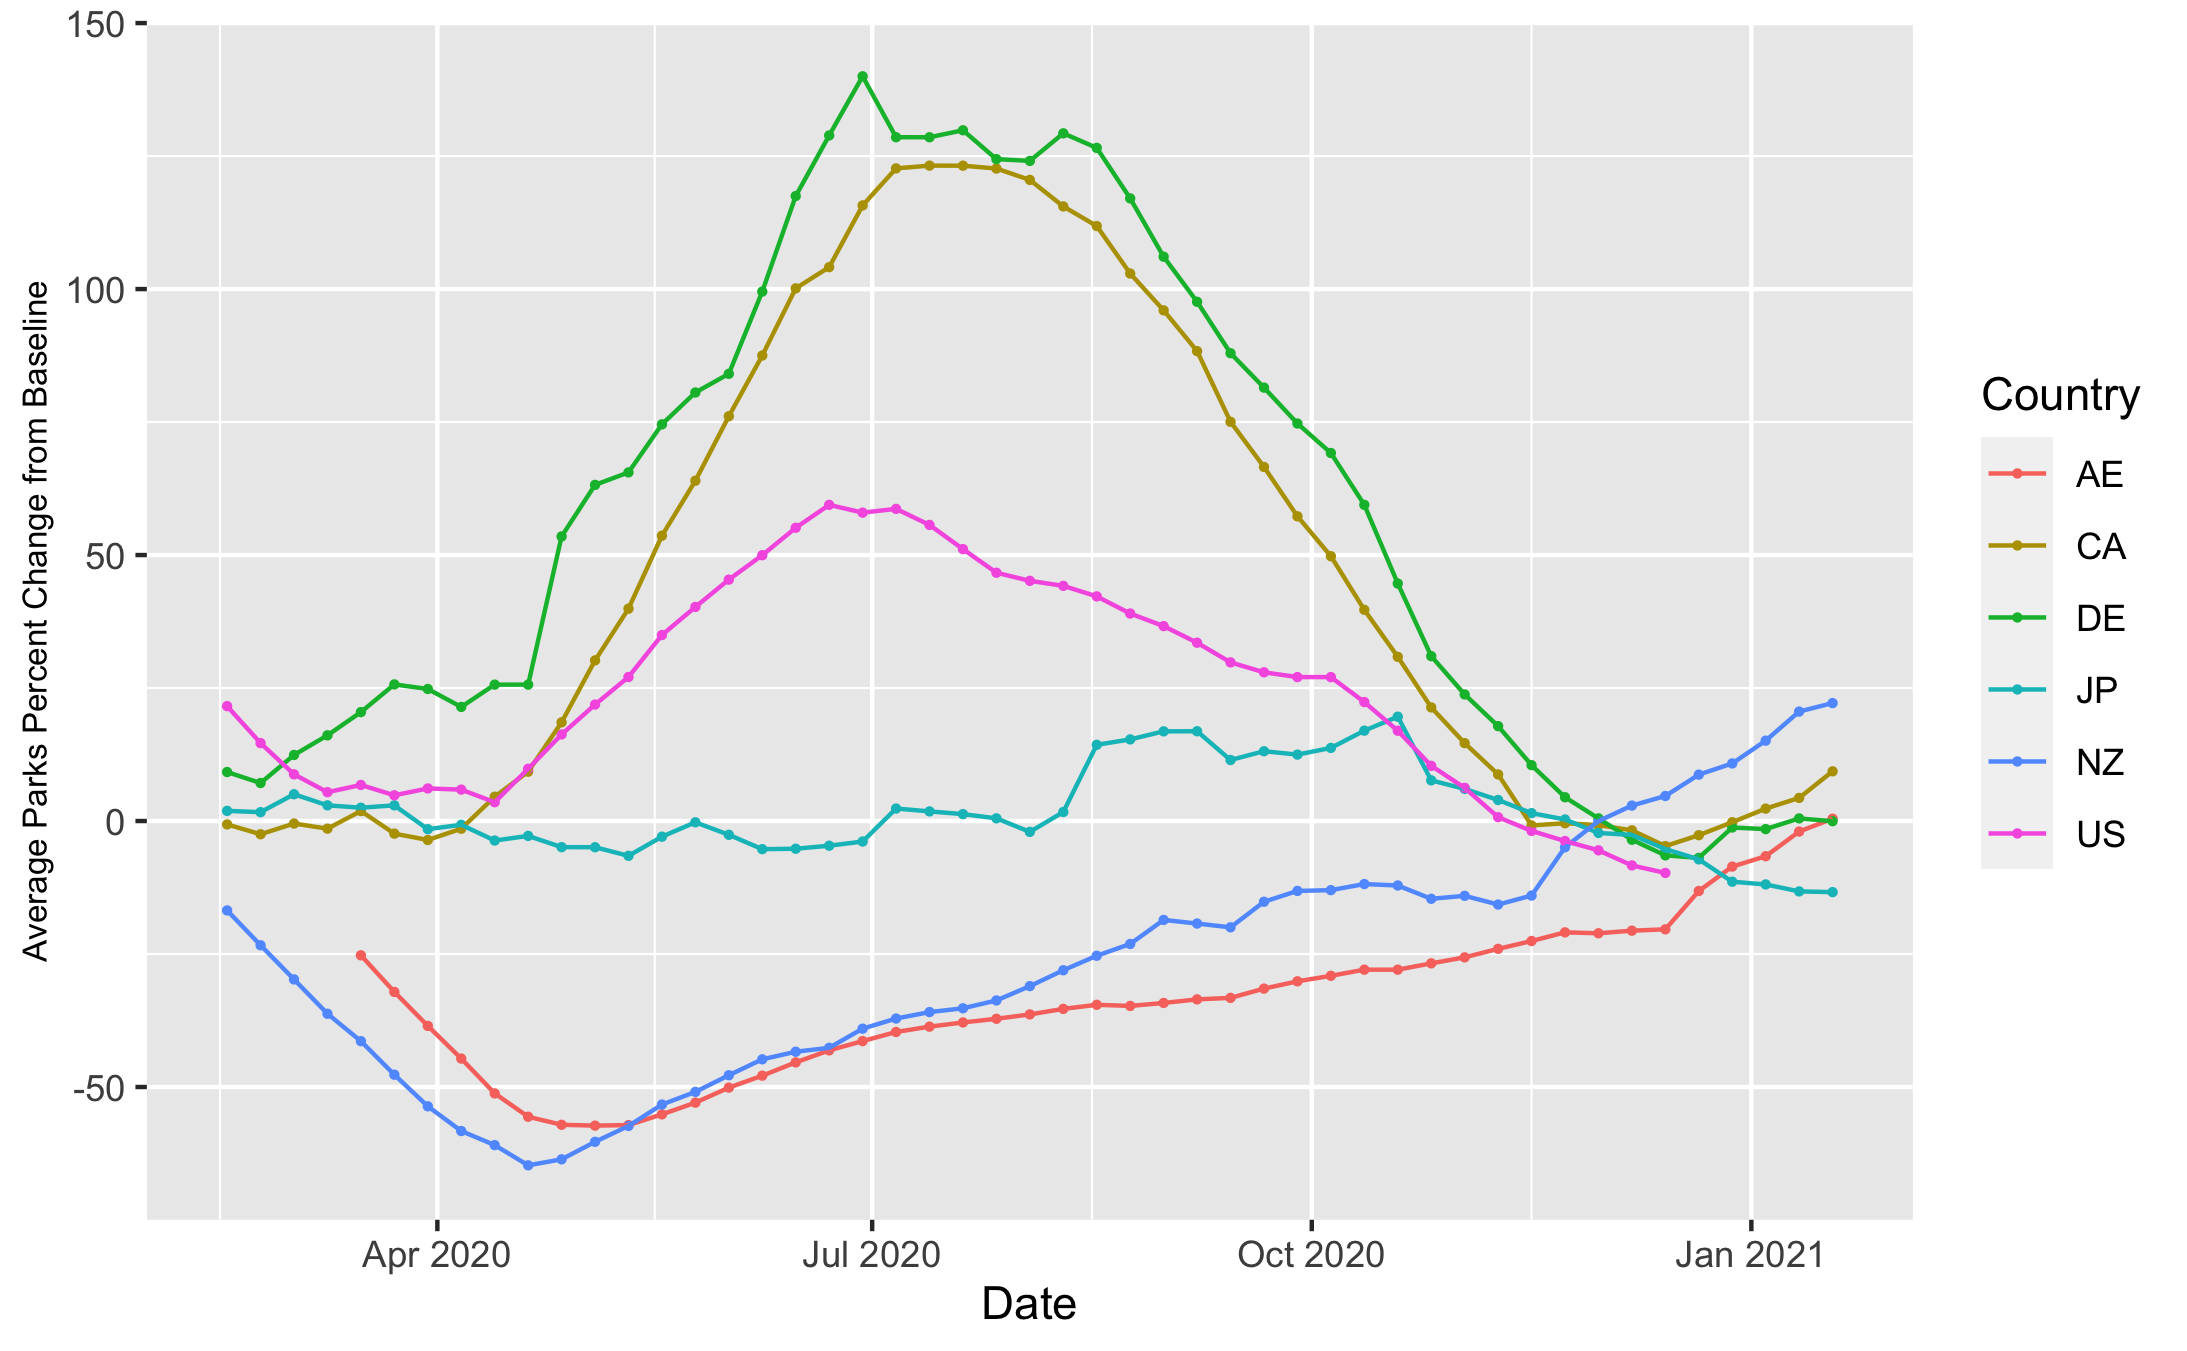 150
100
50
0
-50
Average Parks Percent Change from Baseline
Apr 2020
Jul 2020
Oct 2020
Jan 2021
Date
Country
AE
CA
DE
JP
NZ
US